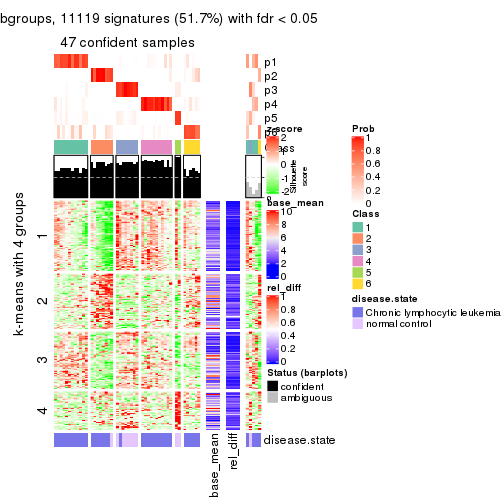 bgroups, 11119 signatures (51.7%) with fdr < 0.05
47 confident samples
p1
p2
p3
p4
p5
p6
k-means with 4 groups
1
2
3
4
base_mean
rel_diff
disease.state
z-score
2
1
0
-1
-2
Silhouette
score
base_mean
10
8
6
4
2
0
rel_diff
1
0.8
0.6
0.4
0.2
0
Status (barplots)
confident
ambiguous
Prob
1
0.8
0.6
0.4
0.2
0
Class
1
2
3
4
5
6
disease.state
Chronic lymphocytic leukemia
normal control